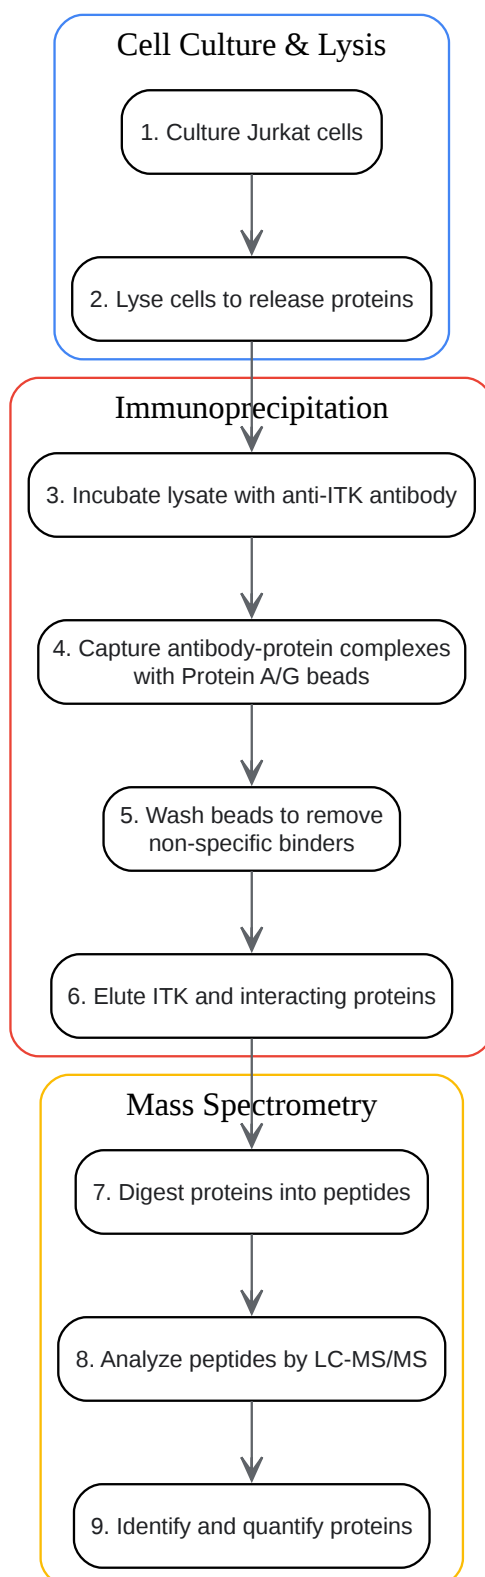 Cell Culture & Lysis
1. Culture Jurkat cells
2. Lyse cells to release proteins
Immunoprecipitation
3. Incubate lysate with anti-ITK antibody
4. Capture antibody-protein complexes
with Protein A/G beads
5. Wash beads to remove
non-specific binders
6. Elute ITK and interacting proteins
Mass Spectrometry
7. Digest proteins into peptides
8. Analyze peptides by LC-MS/MS
9. Identify and quantify proteins